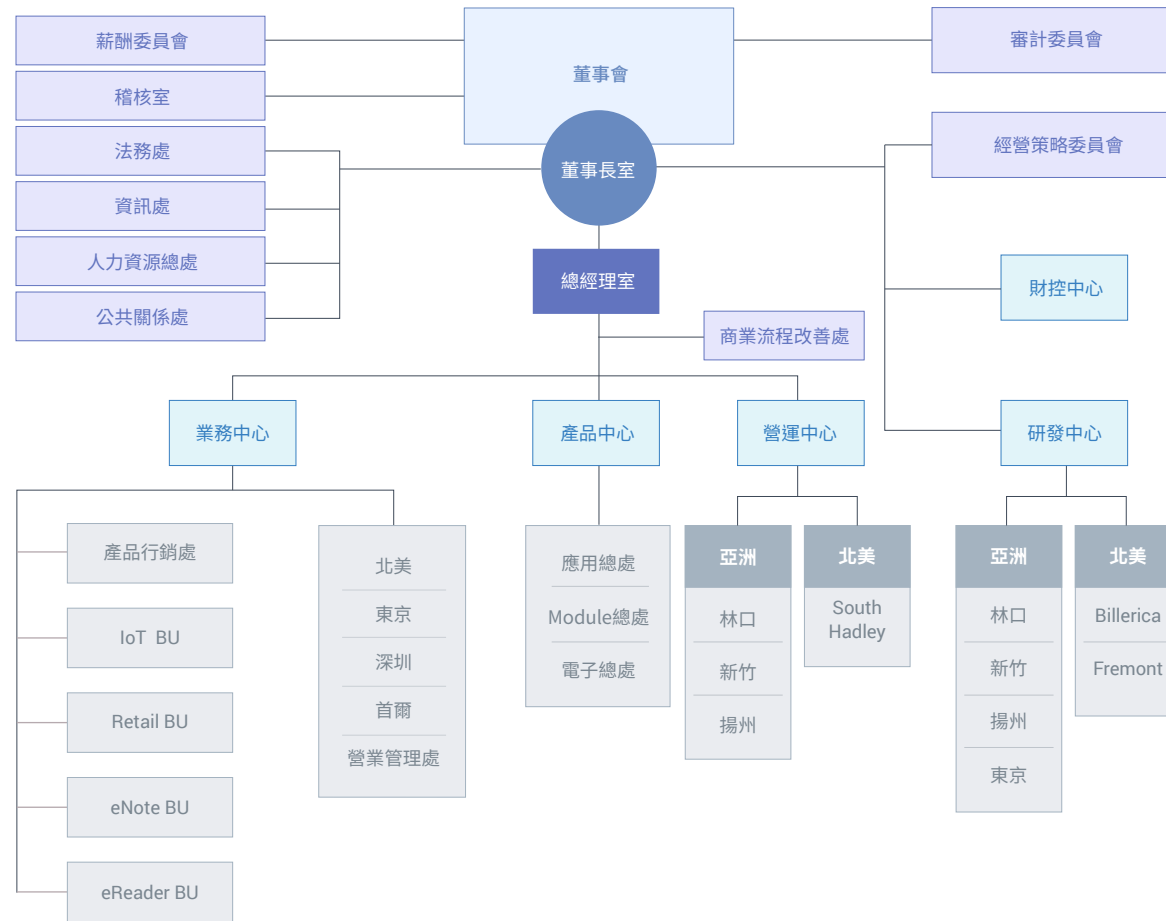 薪酬委員會
稽核室
法務處
資訊處
人力資源總處
公共關係處
董事會
董事長室
總經理室
商業流程改善處
審計委員會
經營策略委員會
財控中心
業務中心
產品中心
營運中心
研發中心
產品行銷處
IoT BU
Retail BU
eNote BU
eReader BU
北美
東京
深圳
首爾
營業管理處
應用總處
Module總處
電子總處
亞洲
林口
新竹
揚州
北美
South
Hadley
亞洲
林口
新竹
揚州
東京
北美
Billerica
Fremont